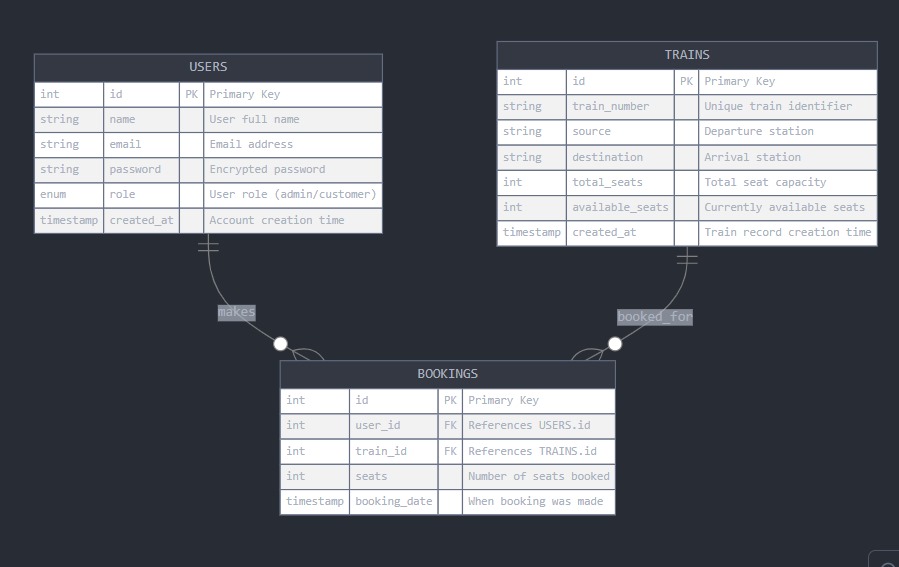 USERS
int id PK Primary Key
string name User full name
string email Email address
string password Encrypted password
enum role User role (admin/customer)
timestamp created_at Account creation time
TRAINS
int id PK Primary Key
string train_number Unique train identifier
string source Departure station
string destination Arrival station
int total_seats Total seat capacity
int available_seats Currently available seats
timestamp created_at Train record creation time
makes
booked_for
BOOKINGS
int id PK Primary Key
int user_id FK References USERS.id
int train_id FK References TRAINS.id
int seats Number of seats booked
timestamp booking_date When booking was made